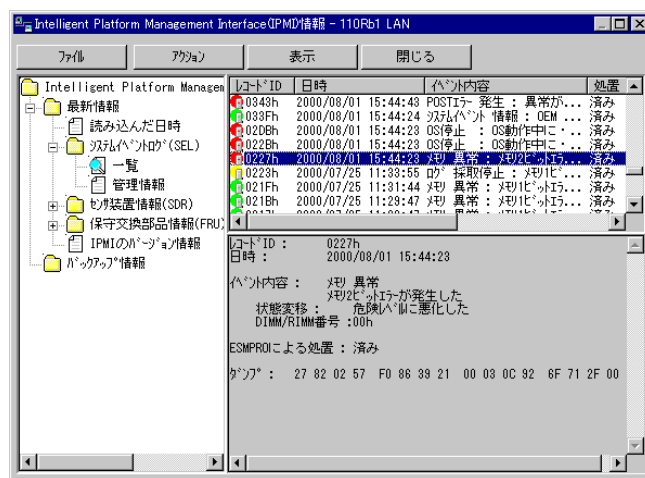 Intelligent Platform Management Interface(IPMI)情報 - 110Rb1 LAN
ファイル アクション 表示 閉じる
Intelligent Platform Managem
最新情報
読み込んだ日時
システムイベントログ(SEL)
一覧
管理情報
センサ装置情報(SDR)
保守交換部品情報(FRU)
IPMIのバージョン情報
バックアップ情報
レコードID 日時 イベント内容 処置
0343h 2000/08/01 15:44:43 POSTエラー 発生 : 異常が... 済み
033Fh 2000/08/01 15:44:24 システムイベント 情報 : OEM ... 済み
02DBh 2000/08/01 15:44:23 OS停止 : OS動作中に・... 済み
022Bh 2000/08/01 15:44:23 OS停止 : OS動作中に・... 済み
0227h 2000/08/01 15:44:23 メモリ 異常 : メモリ2ビットエラ... 済み
0223h 2000/07/25 11:33:55 ログ 採取停止 : メモリ1ビ... 済み
021Fh 2000/07/25 11:31:44 メモリ 異常 : メモリ1ビットエラ... 済み
021Bh 2000/07/25 11:29:47 メモリ 異常 : メモリ1ビットエラ... 済み
レコードID : 0227h
日時 : 2000/08/01 15:44:23
イベント内容 : メモリ 異常
メモリ2ビットエラーが発生した
状態変移 : 危険レベルに悪化した
DIMM/RIMM番号 :00h
ESMPROによる処置 : 済み
ダンプ : 27 82 02 57 F0 86 39 21 00 03 0C 92 6F 71 2F 00